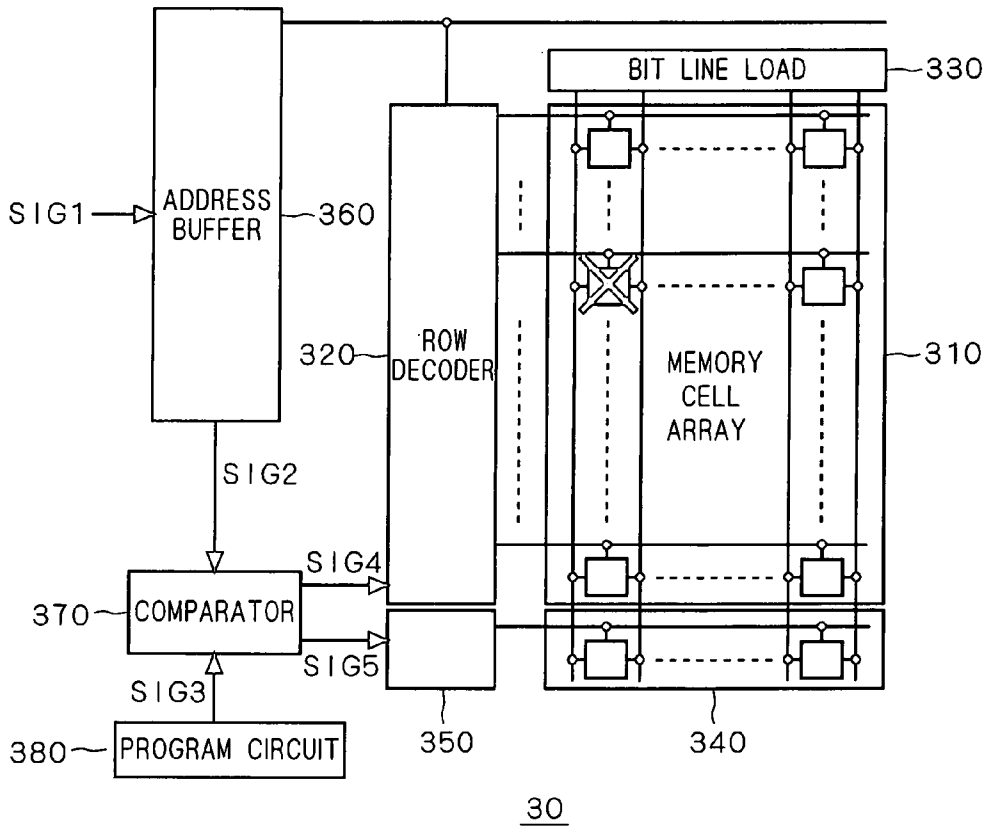 BIT LINE LOAD
330
SIG1
ADDRESS
BUFFER
360
320
ROW
DECODER
MEMORY
CELL
ARRAY
310
SIG2
SIG4
370
COMPARATOR
SIG5
SIG3
350
340
380
PROGRAM CIRCUIT
30